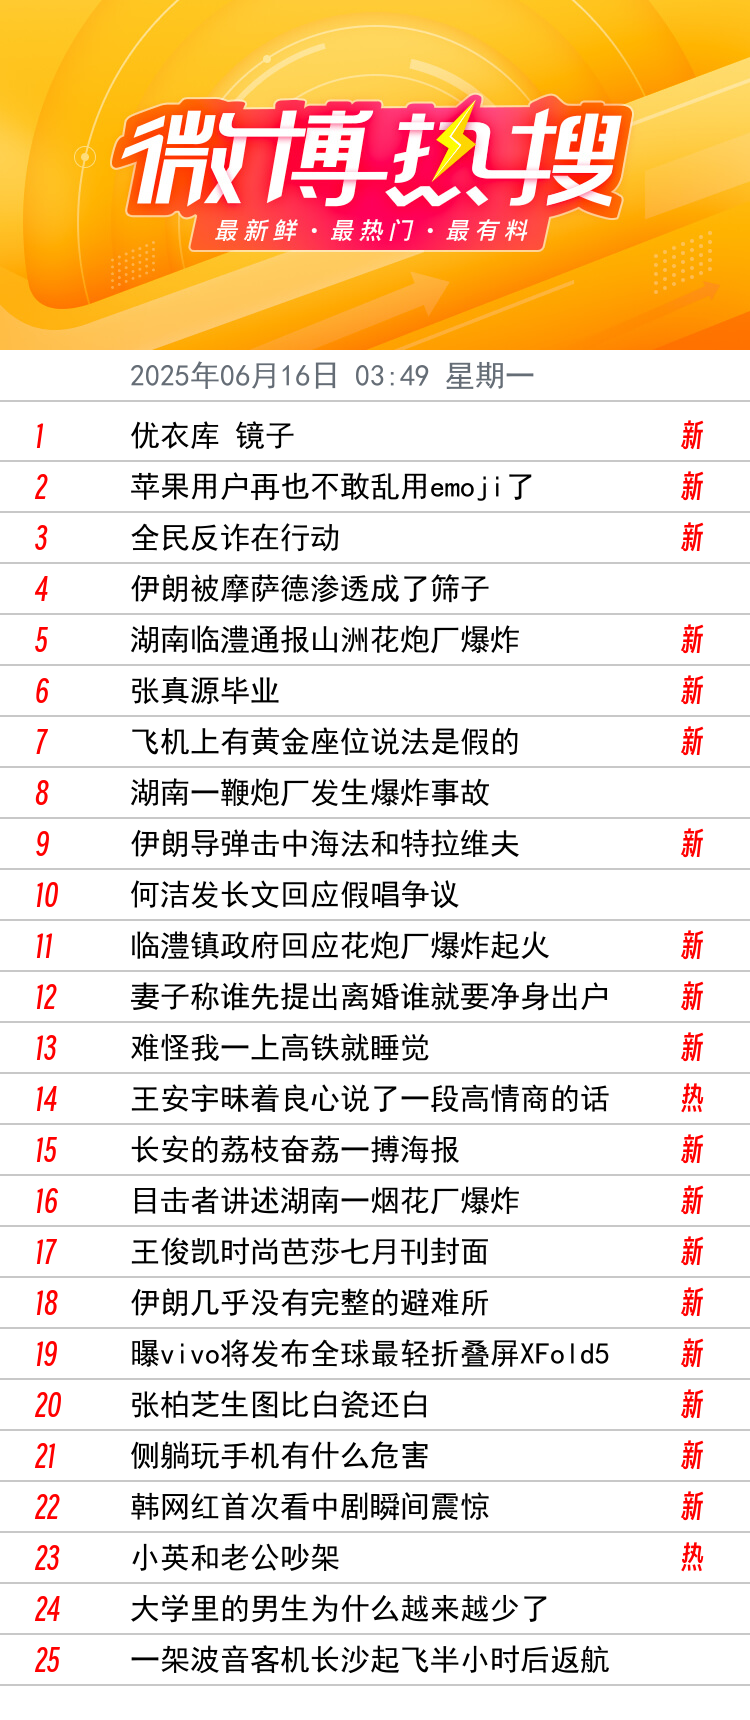 微博热搜
最新鲜·最热门·最有料
2025年06月16日 03:49 星期一
1 优衣库 镜子 新
2 苹果用户再也不敢乱用emoji了 新
3 全民反诈在行动 新
4 伊朗被摩萨德渗透成了筛子
5 湖南临澧通报山洲花炮厂爆炸 新
6 张真源毕业 新
7 飞机上有黄金座位说法是假的 新
8 湖南一鞭炮厂发生爆炸事故
9 伊朗导弹击中海法和特拉维夫 新
10 何洁发长文回应假唱争议
11 临澧镇政府回应花炮厂爆炸起火 新
12 妻子称谁先提出离婚谁就要净身出户 新
13 难怪我一上高铁就睡觉 新
14 王安宇昧着良心说了一段高情商的话 热
15 长安的荔枝奋荔一搏海报 新
16 目击者讲述湖南一烟花厂爆炸 新
17 王俊凯时尚芭莎七月刊封面 新
18 伊朗几乎没有完整的避难所 新
19 曝vivo将发布全球最轻折叠屏XFold5 新
20 张柏芝生图比白瓷还白 新
21 侧躺玩手机有什么危害 新
22 韩网红首次看中剧瞬间震惊 新
23 小英和老公吵架 热
24 大学里的男生为什么越来越少了
25 一架波音客机长沙起飞半小时后返航